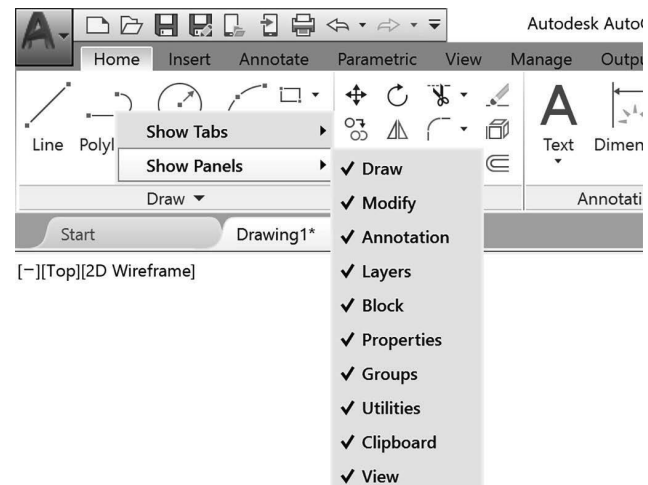 A
Autodesk Auto
Home Insert Annotate Parametric View Manage Outpu
Line Polyl
Text Dimen
Show Tabs
Show Panels
Draw
Annotati
Start Drawing1*
[−][Top][2D Wireframe]
✓ Draw
✓ Modify
✓ Annotation
✓ Layers
✓ Block
✓ Properties
✓ Groups
✓ Utilities
✓ Clipboard
✓ View